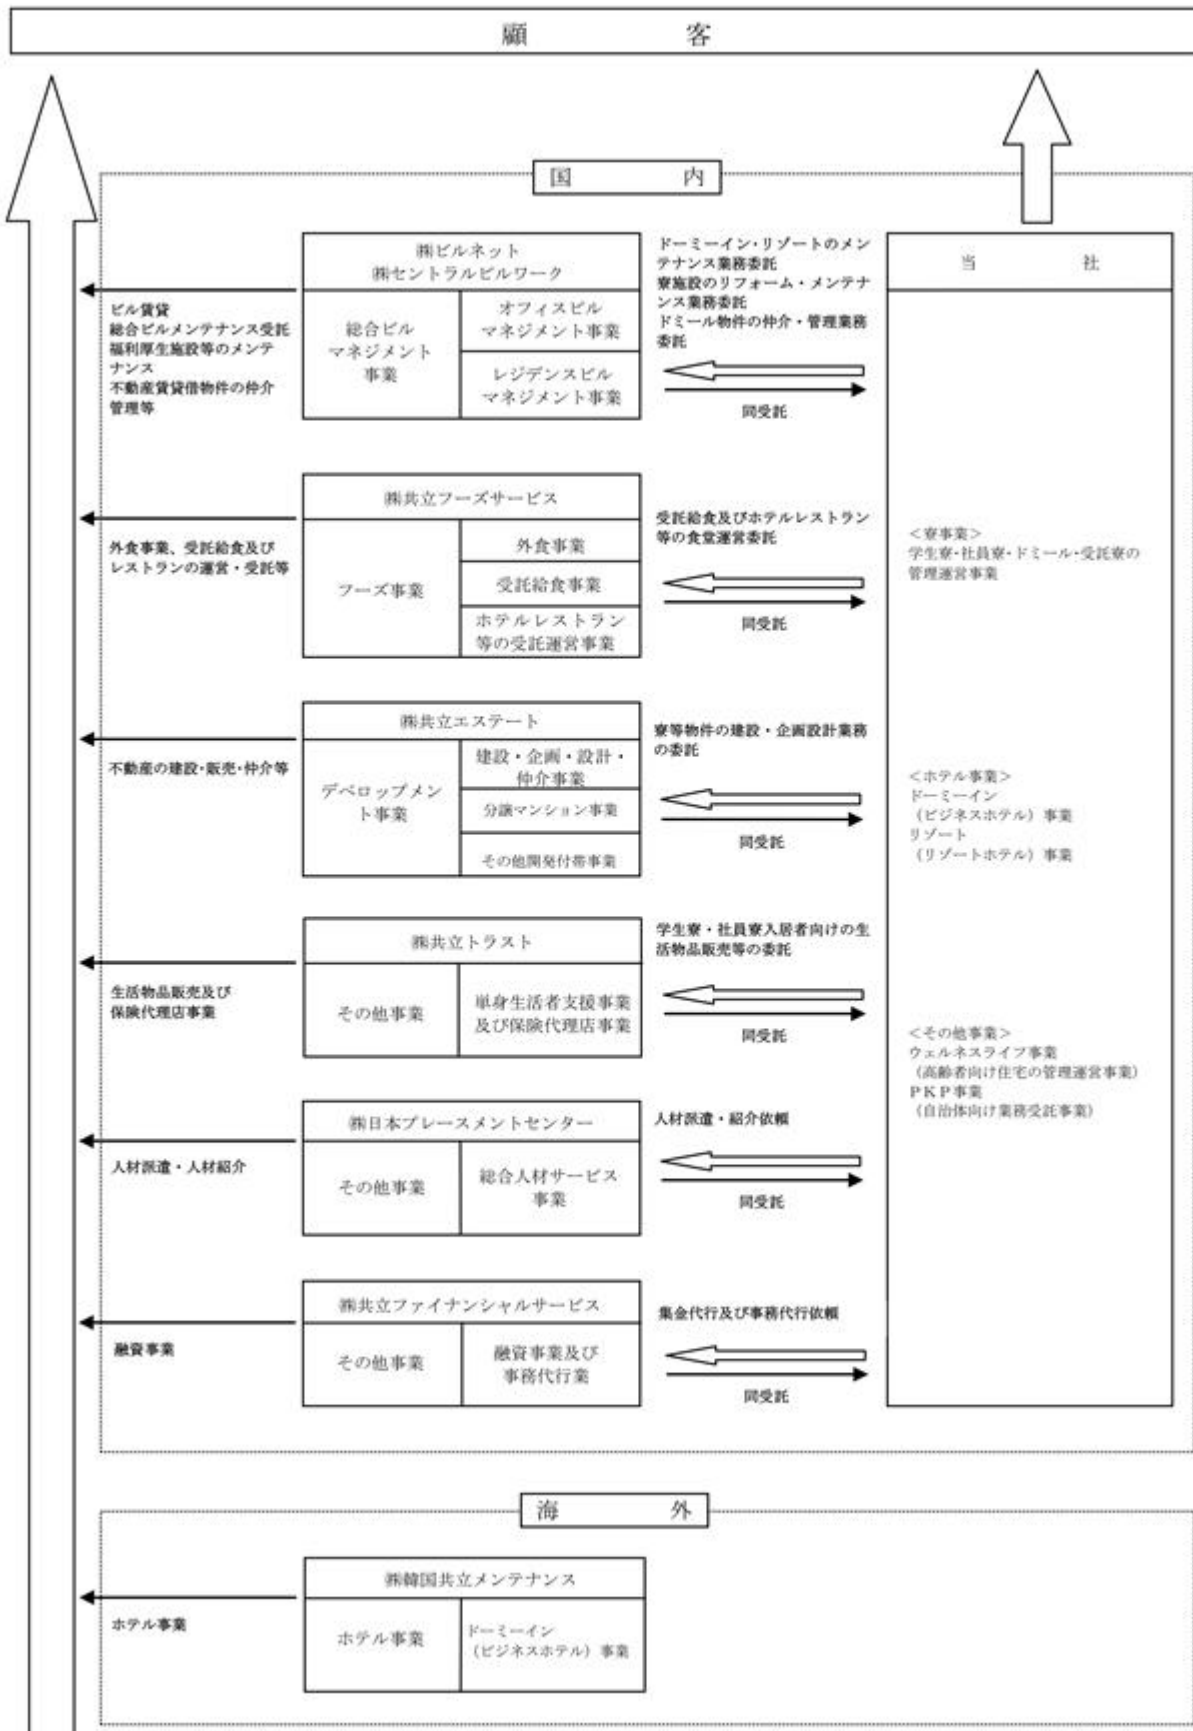 顧　客
国　内
㈱ビルネット
㈱セントラルビルワーク
総合ビル
マネジメント
事業
オフィスビル
マネジメント事業
レジデンスビル
マネジメント事業
ビル賃貸
総合ビルメンテナンス受託
福利厚生施設等のメンテ
ナンス
不動産賃貸借物件の仲介
管理等
ドーミーイン・リゾートのメン
テナンス業務委託
寮施設のリフォーム・メンテナ
ンス業務委託
ドミール物件の仲介・管理業務
委託
同受託
㈱共立フーズサービス
フーズ事業
外食事業
受託給食事業
ホテルレストラン
等の受託運営事業
外食事業、受託給食及び
レストランの運営・受託等
受託給食及びホテルレストラン
等の食堂運営委託
同受託
㈱共立エステート
デベロップメン
ト事業
建設・企画・設計・
仲介事業
分譲マンション事業
その他開発付帯事業
不動産の建設・販売・仲介等
寮等物件の建設・企画設計業務
の委託
同受託
㈱共立トラスト
その他事業
単身生活者支援事業
及び保険代理店事業
生活物品販売及び
保険代理店事業
学生寮・社員寮入居者向けの生
活物品販売等の委託
同受託
㈱日本プレースメントセンター
その他事業
総合人材サービス
事業
人材派遣・人材紹介
人材派遣・紹介依頼
同受託
㈱共立ファイナンシャルサービス
その他事業
融資事業及び
事務代行業
融資事業
集金代行及び事務代行依頼
同受託
当　社
＜寮事業＞
学生寮・社員寮・ドミール・受託寮の
管理運営事業
＜ホテル事業＞
ドーミーイン
（ビジネスホテル）事業
リゾート
（リゾートホテル）事業
＜その他事業＞
ウェルネスライフ事業
（高齢者向け住宅の管理運営事業）
ＰＫＰ事業
（自治体向け業務受託事業）
海　外
㈱韓国共立メンテナンス
ホテル事業
ドーミーイン
（ビジネスホテル）事業
ホテル事業